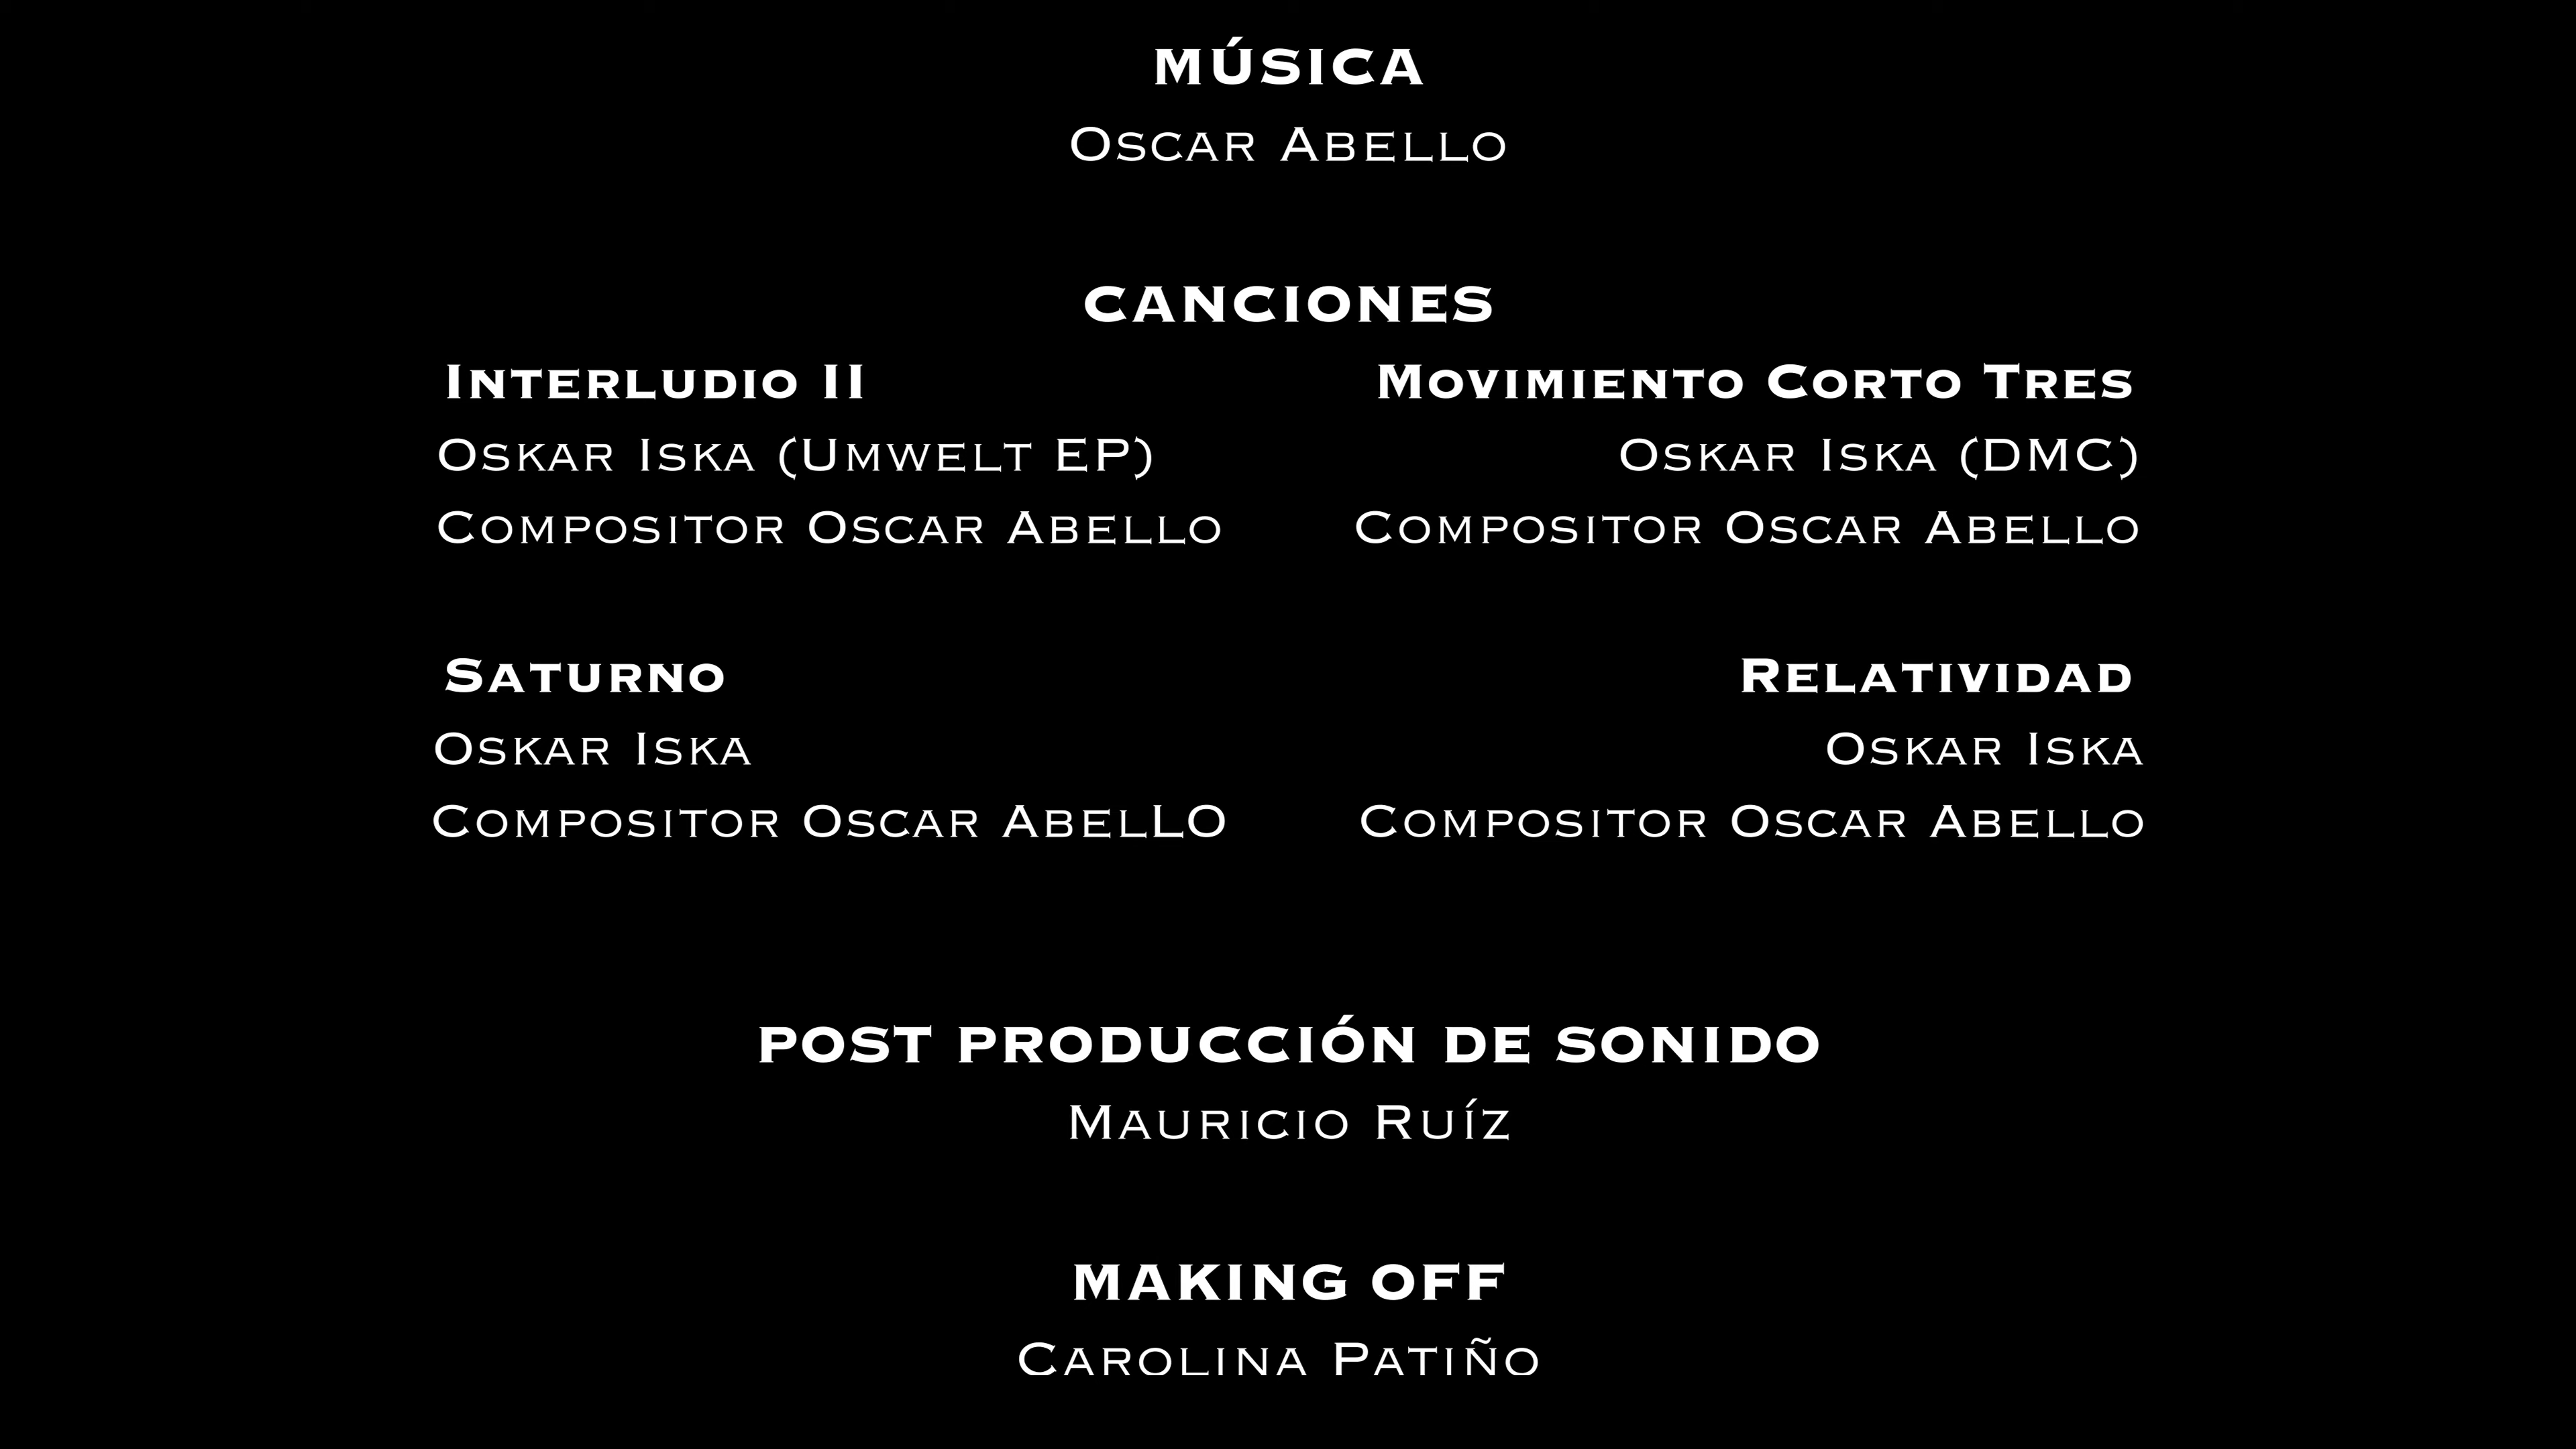 MÚSICA
Oscar Abello
CANCIONES
Interludio II
Oskar Iska (Umwelt EP)
Compositor Oscar Abello
Movimiento Corto Tres
Oskar Iska (DMC)
Compositor Oscar Abello
Saturno
Oskar Iska
Compositor Oscar AbelLO
Relatividad
Oskar Iska
Compositor Oscar Abello
POST PRODUCCIÓN DE SONIDO
Mauricio Ruíz
MAKING OFF
Carolina Patiño